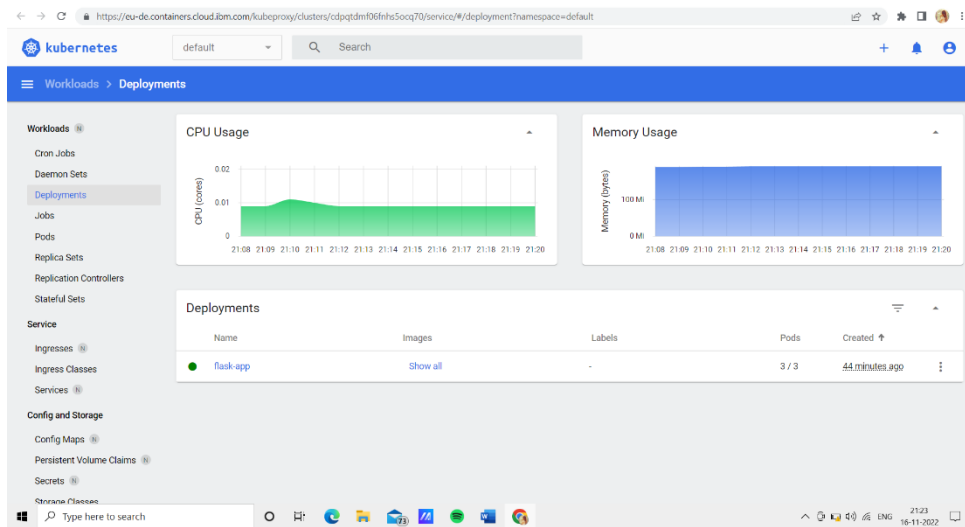 https://eu-de.containers.cloud.ibm.com/kubeproxy/clusters/cdpqtdmf06fnhs5ocq70/service/#/deployment?namespace=default
kubernetes
default
Search
Workloads > Deployments
Workloads N
Cron Jobs
Daemon Sets
Deployments
Jobs
Pods
Replica Sets
Replication Controllers
Stateful Sets
Service
Ingresses N
Ingress Classes
Services N
Config and Storage
Config Maps N
Persistent Volume Claims N
Secrets N
Storage Classes
CPU Usage
CPU (cores)
0.02
0.01
0
21:08 21:09 21:10 21:11 21:12 21:13 21:14 21:15 21:16 21:17 21:18 21:19 21:20
Memory Usage
Memory (bytes)
100 Mi
0 Mi
21:08 21:09 21:10 21:11 21:12 21:13 21:14 21:15 21:16 21:17 21:18 21:19 21:20
Deployments
Name Images Labels Pods Created
flask-app Show all - 3 / 3 44 minutes ago
Type here to search
73
ENG
21:23
16-11-2022